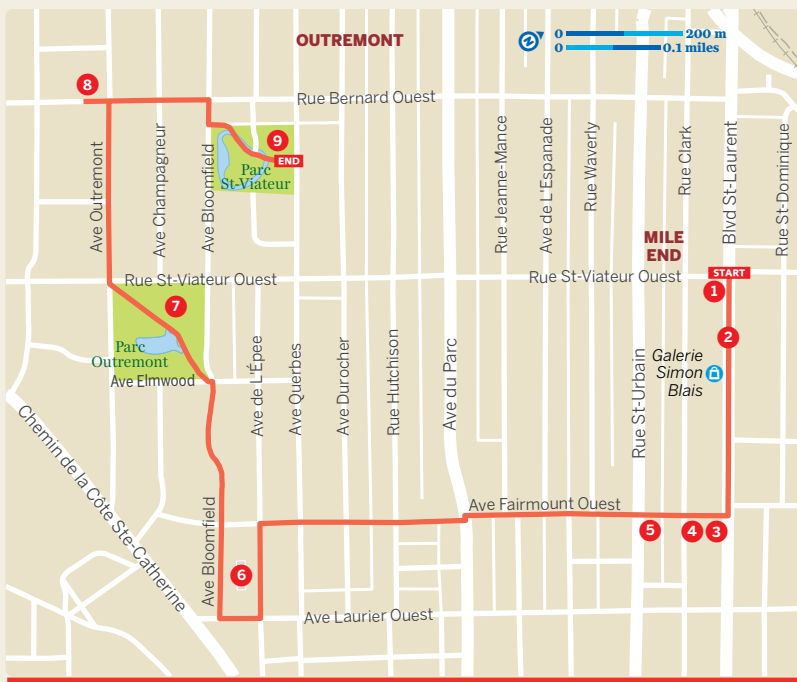 OUTREMONT
0 200 m
0 0.1 miles
8
Rue Bernard Ouest
9
END
Parc
St-Viateur
Ave Outremont
Ave Champagneur
Ave Bloomfield
Rue Jeanne-Mance
Ave de L'Espanade
Rue Waverly
Rue Clark
Blvd St-Laurent
Rue St-Dominique
MILE
END
START
Rue St-Viateur Ouest
Rue St-Viateur Ouest
1
7
2
Parc
Outremont
Ave Elmwood
Galerie
Simon
Blais
Ave de L'Épee
Ave Querbes
Ave Durocher
Rue Hutchison
Ave du Parc
Rue St-Urbain
Chemin de la Côte Ste-Catherine
Ave Fairmount Ouest
5
4
3
Ave Bloomfield
6
Ave Laurier Ouest